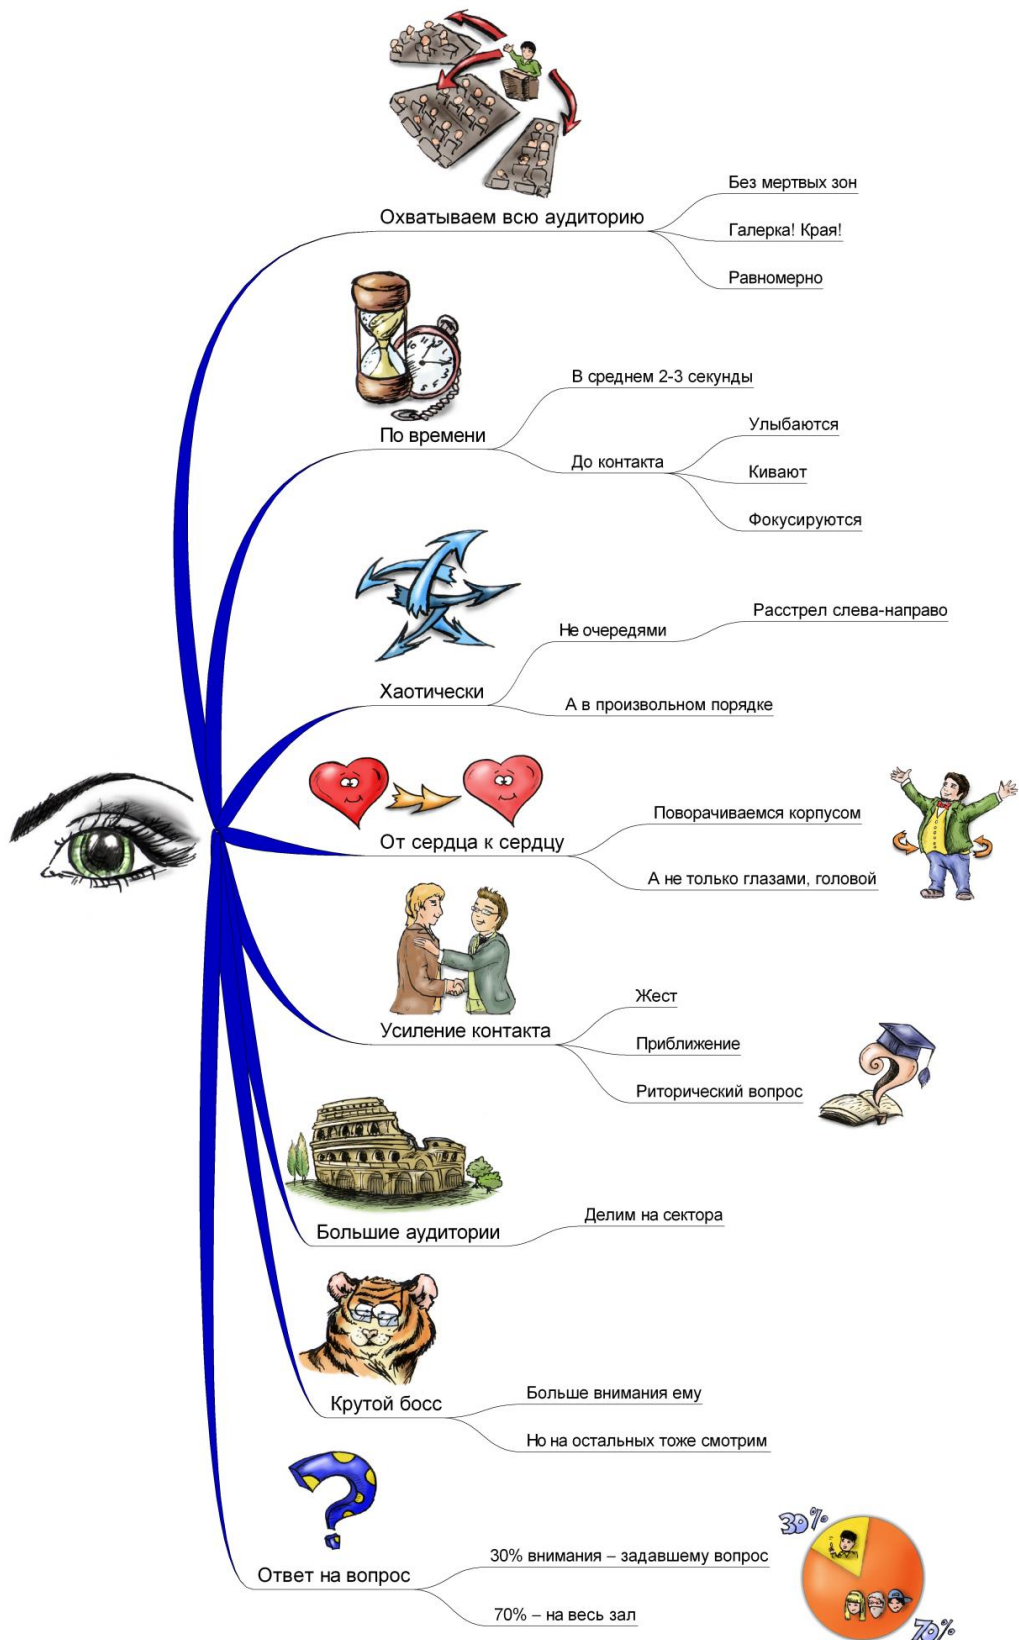 Охватываем всю аудиторию
Без мертвых зон
Галерка! Края!
Равномерно
По времени
В среднем 2-3 секунды
До контакта
Улыбаются
Кивают
Фокусируются
Хаотически
Не очередями
Расстрел слева-направо
А в произвольном порядке
От сердца к сердцу
Поворачиваемся корпусом
А не только глазами, головой
Усиление контакта
Жест
Приближение
Риторический вопрос
Большие аудитории
Делим на сектора
Крутой босс
Больше внимания ему
Но на остальных тоже смотрим
Ответ на вопрос
30% внимания – задавшему вопрос
70% – на весь зал
30%
70%